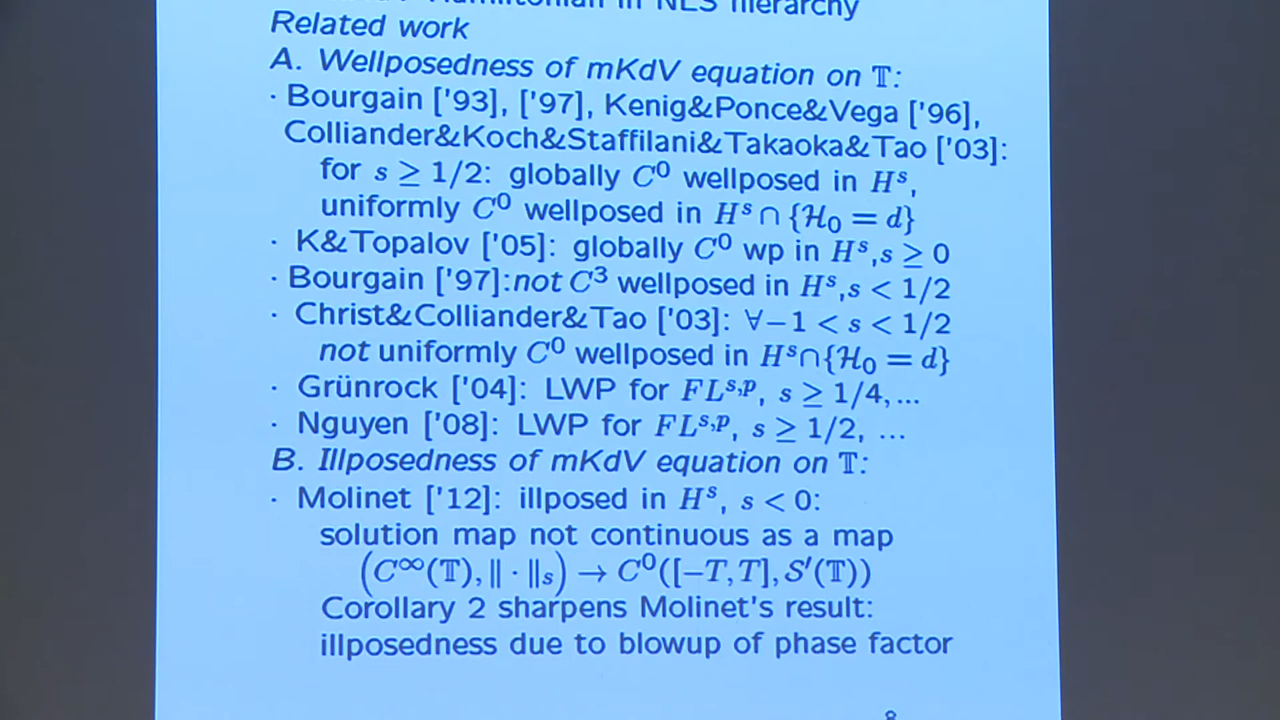 Hamiltonian in NLS hierarchy
Related work
A. Wellposedness of mKdV equation on 𝕋:
· Bourgain ['93], ['97], Kenig&Ponce&Vega ['96],
Colliander&Koch&Staffilani&Takaoka&Tao ['03]:
for s ≥ 1/2: globally C⁰ wellposed in Hˢ,
uniformly C⁰ wellposed in Hˢ ∩ {ℋ₀ = d}
· K&Topalov ['05]: globally C⁰ wp in Hˢ, s ≥ 0
· Bourgain ['97]: not C³ wellposed in Hˢ, s < 1/2
· Christ&Colliander&Tao ['03]: ∀ −1 < s < 1/2
not uniformly C⁰ wellposed in Hˢ∩{ℋ₀ = d}
· Grünrock ['04]: LWP for FLˢ,ᵖ, s ≥ 1/4, ...
· Nguyen ['08]: LWP for FLˢ,ᵖ, s ≥ 1/2, ...
B. Illposedness of mKdV equation on 𝕋:
· Molinet ['12]: illposed in Hˢ, s < 0:
solution map not continuous as a map
(C^∞(𝕋), ‖ · ‖ₛ) → C⁰([−T, T], S′(𝕋))
Corollary 2 sharpens Molinet's result:
illposedness due to blowup of phase factor